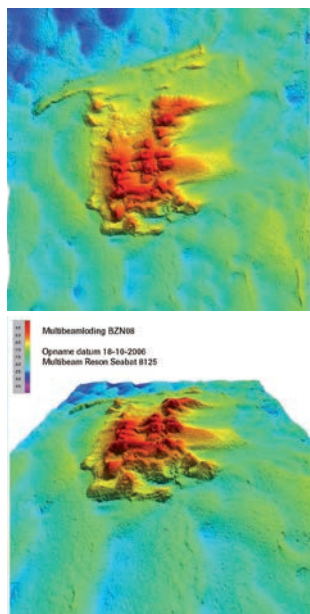 Multibeamloding BZN08
Opname datum 18-10-2006
Multibeam Reson Seabat 8125